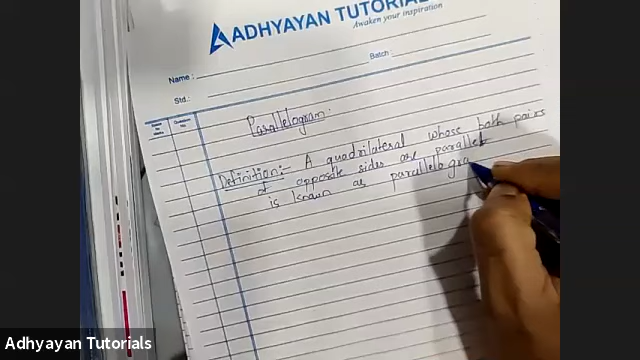 ADHYAYAN TUTORIAL
Awaken your inspiration
Name :
Batch :
Std.:
Parallelogram:
Definition: A quadrilateral whose both pairs
of opposite sides are parallel
is known as parallelogra
Adhyayan Tutorials